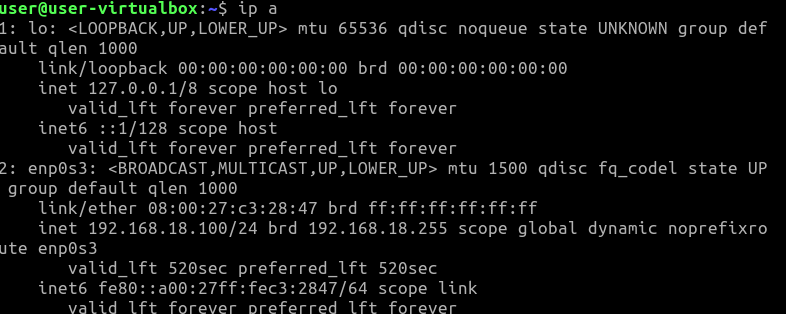 user@user-virtualbox:~$ ip a
1: lo: <LOOPBACK,UP,LOWER_UP> mtu 65536 qdisc noqueue state UNKNOWN group def
ault qlen 1000
    link/loopback 00:00:00:00:00:00 brd 00:00:00:00:00:00
    inet 127.0.0.1/8 scope host lo
       valid_lft forever preferred_lft forever
    inet6 ::1/128 scope host
       valid_lft forever preferred_lft forever
2: enp0s3: <BROADCAST,MULTICAST,UP,LOWER_UP> mtu 1500 qdisc fq_codel state UP
 group default qlen 1000
    link/ether 08:00:27:c3:28:47 brd ff:ff:ff:ff:ff:ff
    inet 192.168.18.100/24 brd 192.168.18.255 scope global dynamic noprefixro
ute enp0s3
       valid_lft 520sec preferred_lft 520sec
    inet6 fe80::a00:27ff:fec3:2847/64 scope link
       valid_lft forever preferred_lft forever